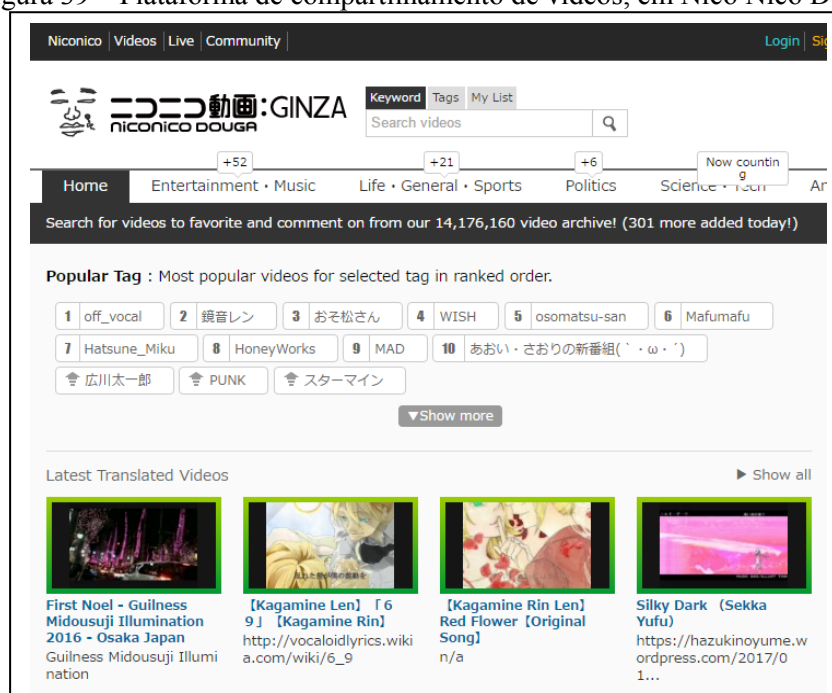 39 – Plataforma de compartilhamento de vídeos, em Nico Nico
Niconico Videos Live Community Login
ニコニコ動画:GINZA
niconico DOUGA
Keyword Tags My List
Search videos
+52 +21 +6 Now countin
g
Home Entertainment・Music Life・General・Sports Politics Science・Tech
Search for videos to favorite and comment on from our 14,176,160 video archive! (301 more added today!)
Popular Tag : Most popular videos for selected tag in ranked order.
1 off_vocal 2 鏡音レン 3 おそ松さん 4 WISH 5 osomatsu-san 6 Mafumafu
7 Hatsune_Miku 8 HoneyWorks 9 MAD 10 あおい・さおりの新番組(｀・ω・´)
広川太一郎 PUNK スターマイン
▼Show more
Latest Translated Videos ▶ Show all
First Noel - Guilness
Midousuji Illumination
2016 - Osaka Japan
Guilness Midousuji Illumi
nation
【Kagamine Len】「6
9」【Kagamine Rin】
http://vocaloidlyrics.wiki
a.com/wiki/6_9
【Kagamine Rin Len】
Red Flower【Original
Song】
n/a
Silky Dark （Sekka
Yufu）
https://hazukinoyume.w
ordpress.com/2017/0
1...